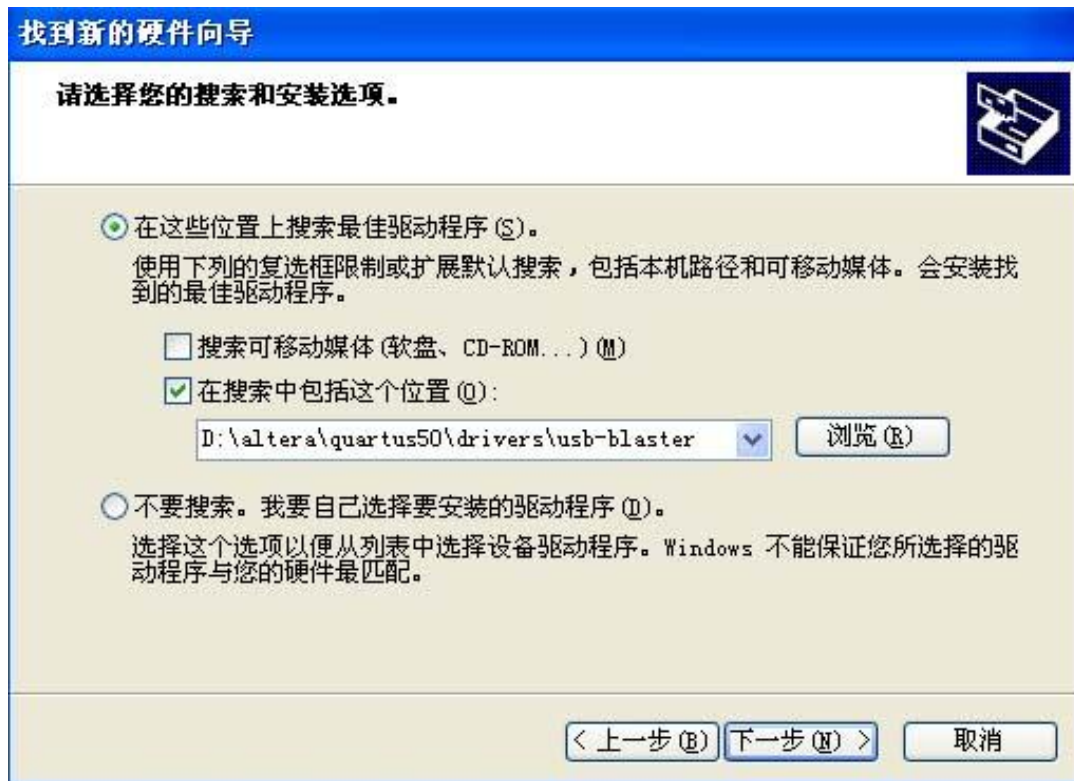 找到新的硬件向导
请选择您的搜索和安装选项。
在这些位置上搜索最佳驱动程序(S)。
使用下列的复选框限制或扩展默认搜索，包括本机路径和可移动媒体。会安装找
到的最佳驱动程序。
搜索可移动媒体(软盘、CD-ROM...)(M)
在搜索中包括这个位置(O):
D:\altera\quartus50\drivers\usb-blaster
浏览(R)
不要搜索。我要自己选择要安装的驱动程序(D)。
选择这个选项以便从列表中选择设备驱动程序。Windows 不能保证您所选择的驱
动程序与您的硬件最匹配。
< 上一步(B) 下一步(N) > 取消